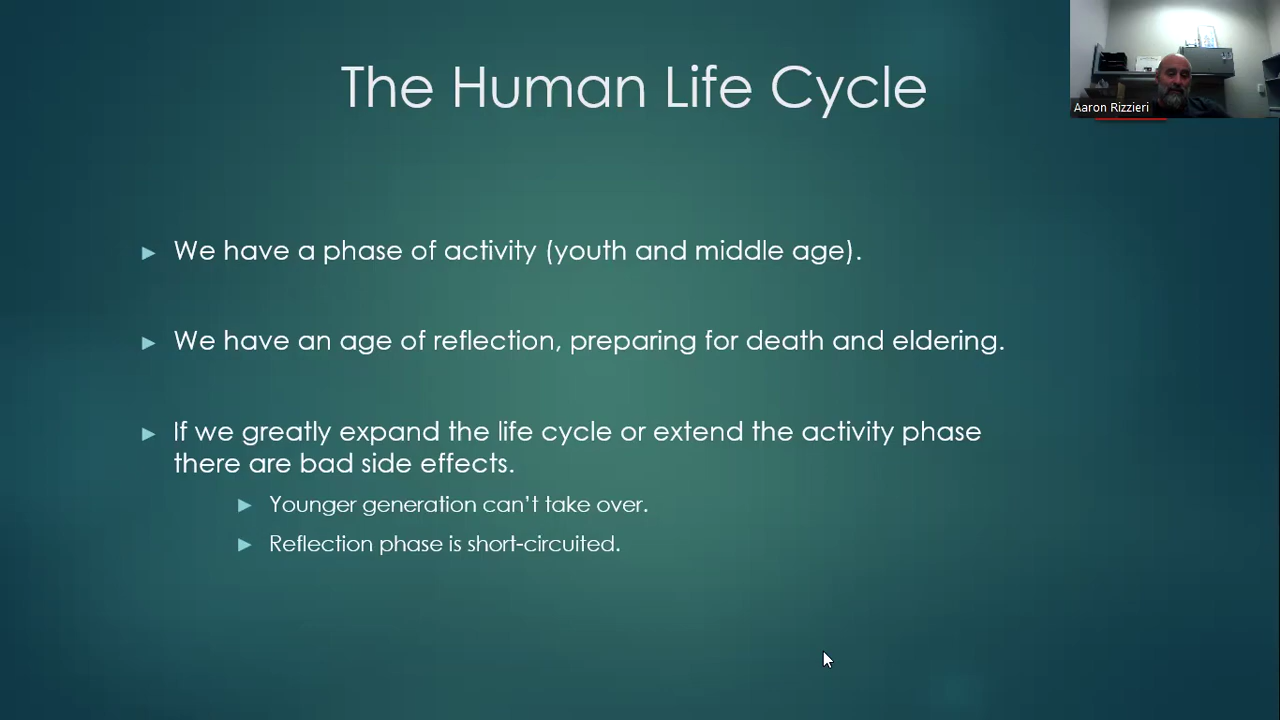 The Human Life Cycle
Aaron Rizzieri
We have a phase of activity (youth and middle age).
We have an age of reflection, preparing for death and eldering.
If we greatly expand the life cycle or extend the activity phase
there are bad side effects.
Younger generation can't take over.
Reflection phase is short-circuited.